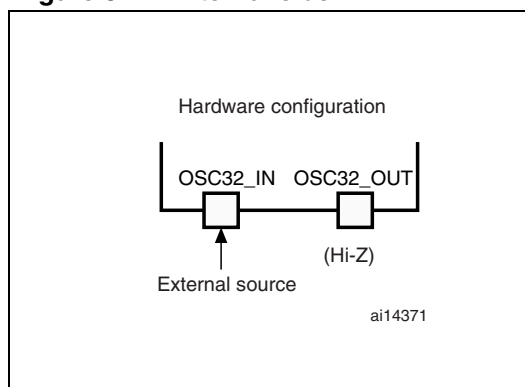 Hardware configuration
OSC32_IN OSC32_OUT
(Hi-Z)
External source
ai14371